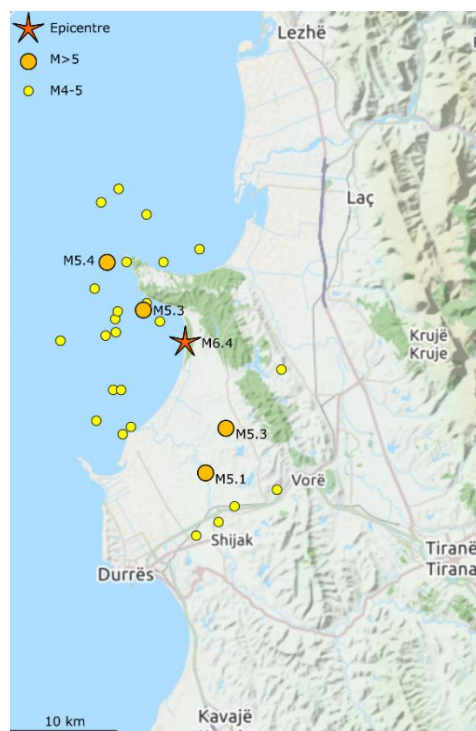 Epicentre
M>5
M4-5
Lezhë
Laç
M5.4
M5.3
M6.4
Krujë
Kruje
M5.3
M5.1
Vorë
Shijak
Tiranë
Tirana
Durrës
10 km
Kavajë